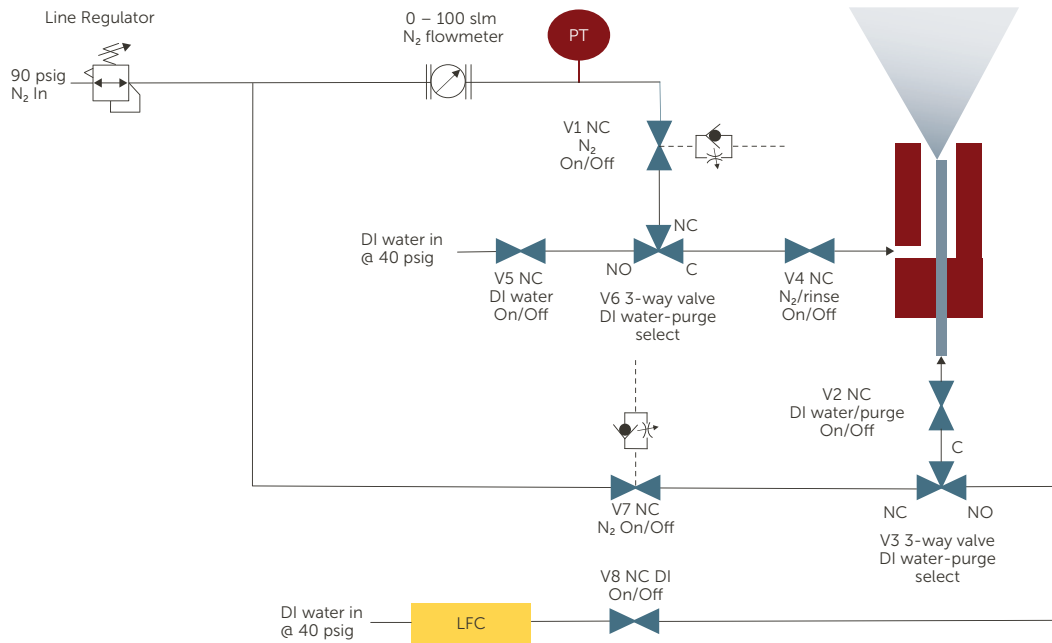 Line Regulator
0 – 100 slm
N₂ flowmeter
PT
90 psig
N₂ In
V1 NC
N₂
On/Off
NC
DI water in
@ 40 psig
NO
C
V5 NC
DI water
On/Off
V6 3-way valve
DI water-purge
select
V4 NC
N₂/rinse
On/Off
V2 NC
DI water/purge
On/Off
C
NC
NO
V7 NC
N₂ On/Off
V3 3-way valve
DI water-purge
select
V8 NC DI
On/Off
DI water in
@ 40 psig
LFC